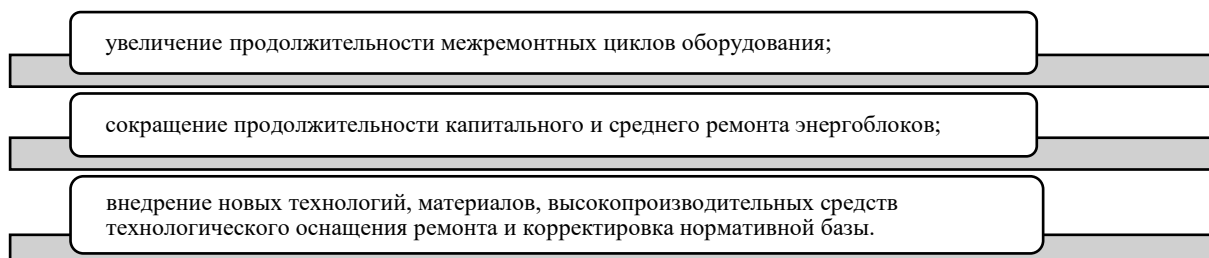 увеличение продолжительности межремонтных циклов оборудования;
сокращение продолжительности капитального и среднего ремонта энергоблоков;
внедрение новых технологий, материалов, высокопроизводительных средств
технологического оснащения ремонта и корректировка нормативной базы.